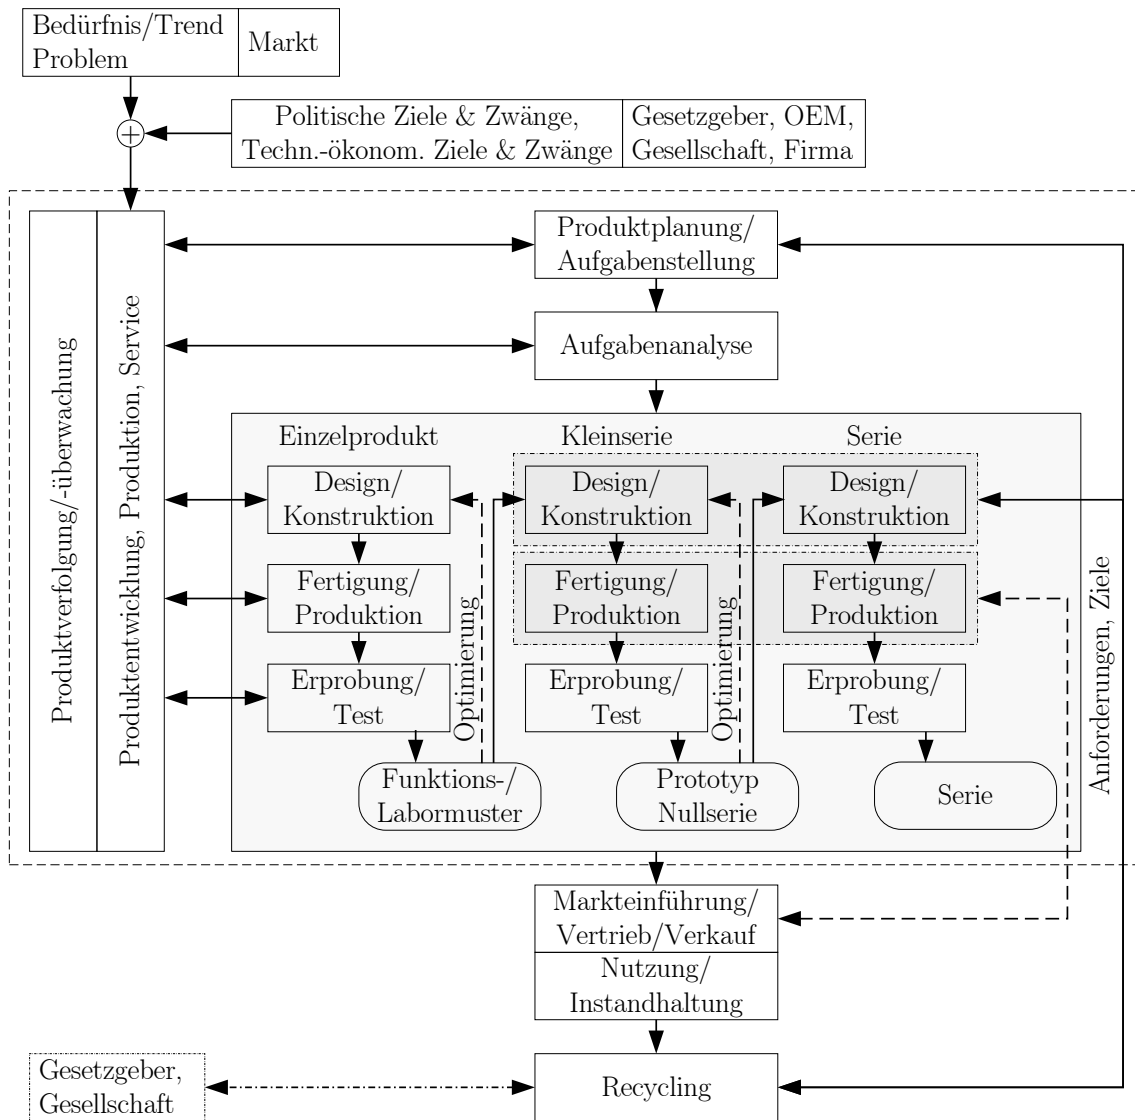 Bedürfnis/Trend
Problem
Markt
+
Politische Ziele & Zwänge,
Techn.-ökonom. Ziele & Zwänge
Gesetzgeber, OEM,
Gesellschaft, Firma
Produktverfolgung/-überwachung
Produktentwicklung, Produktion, Service
Produktplanung/
Aufgabenstellung
Aufgabenanalyse
Einzelprodukt
Kleinserie
Serie
Design/
Konstruktion
Design/
Konstruktion
Design/
Konstruktion
Fertigung/
Produktion
Fertigung/
Produktion
Fertigung/
Produktion
Erprobung/
Test
Erprobung/
Test
Erprobung/
Test
Optimierung
Optimierung
Funktions-/
Labormuster
Prototyp
Nullserie
Serie
Anforderungen, Ziele
Markteinführung/
Vertrieb/Verkauf
Nutzung/
Instandhaltung
Gesetzgeber,
Gesellschaft
Recycling